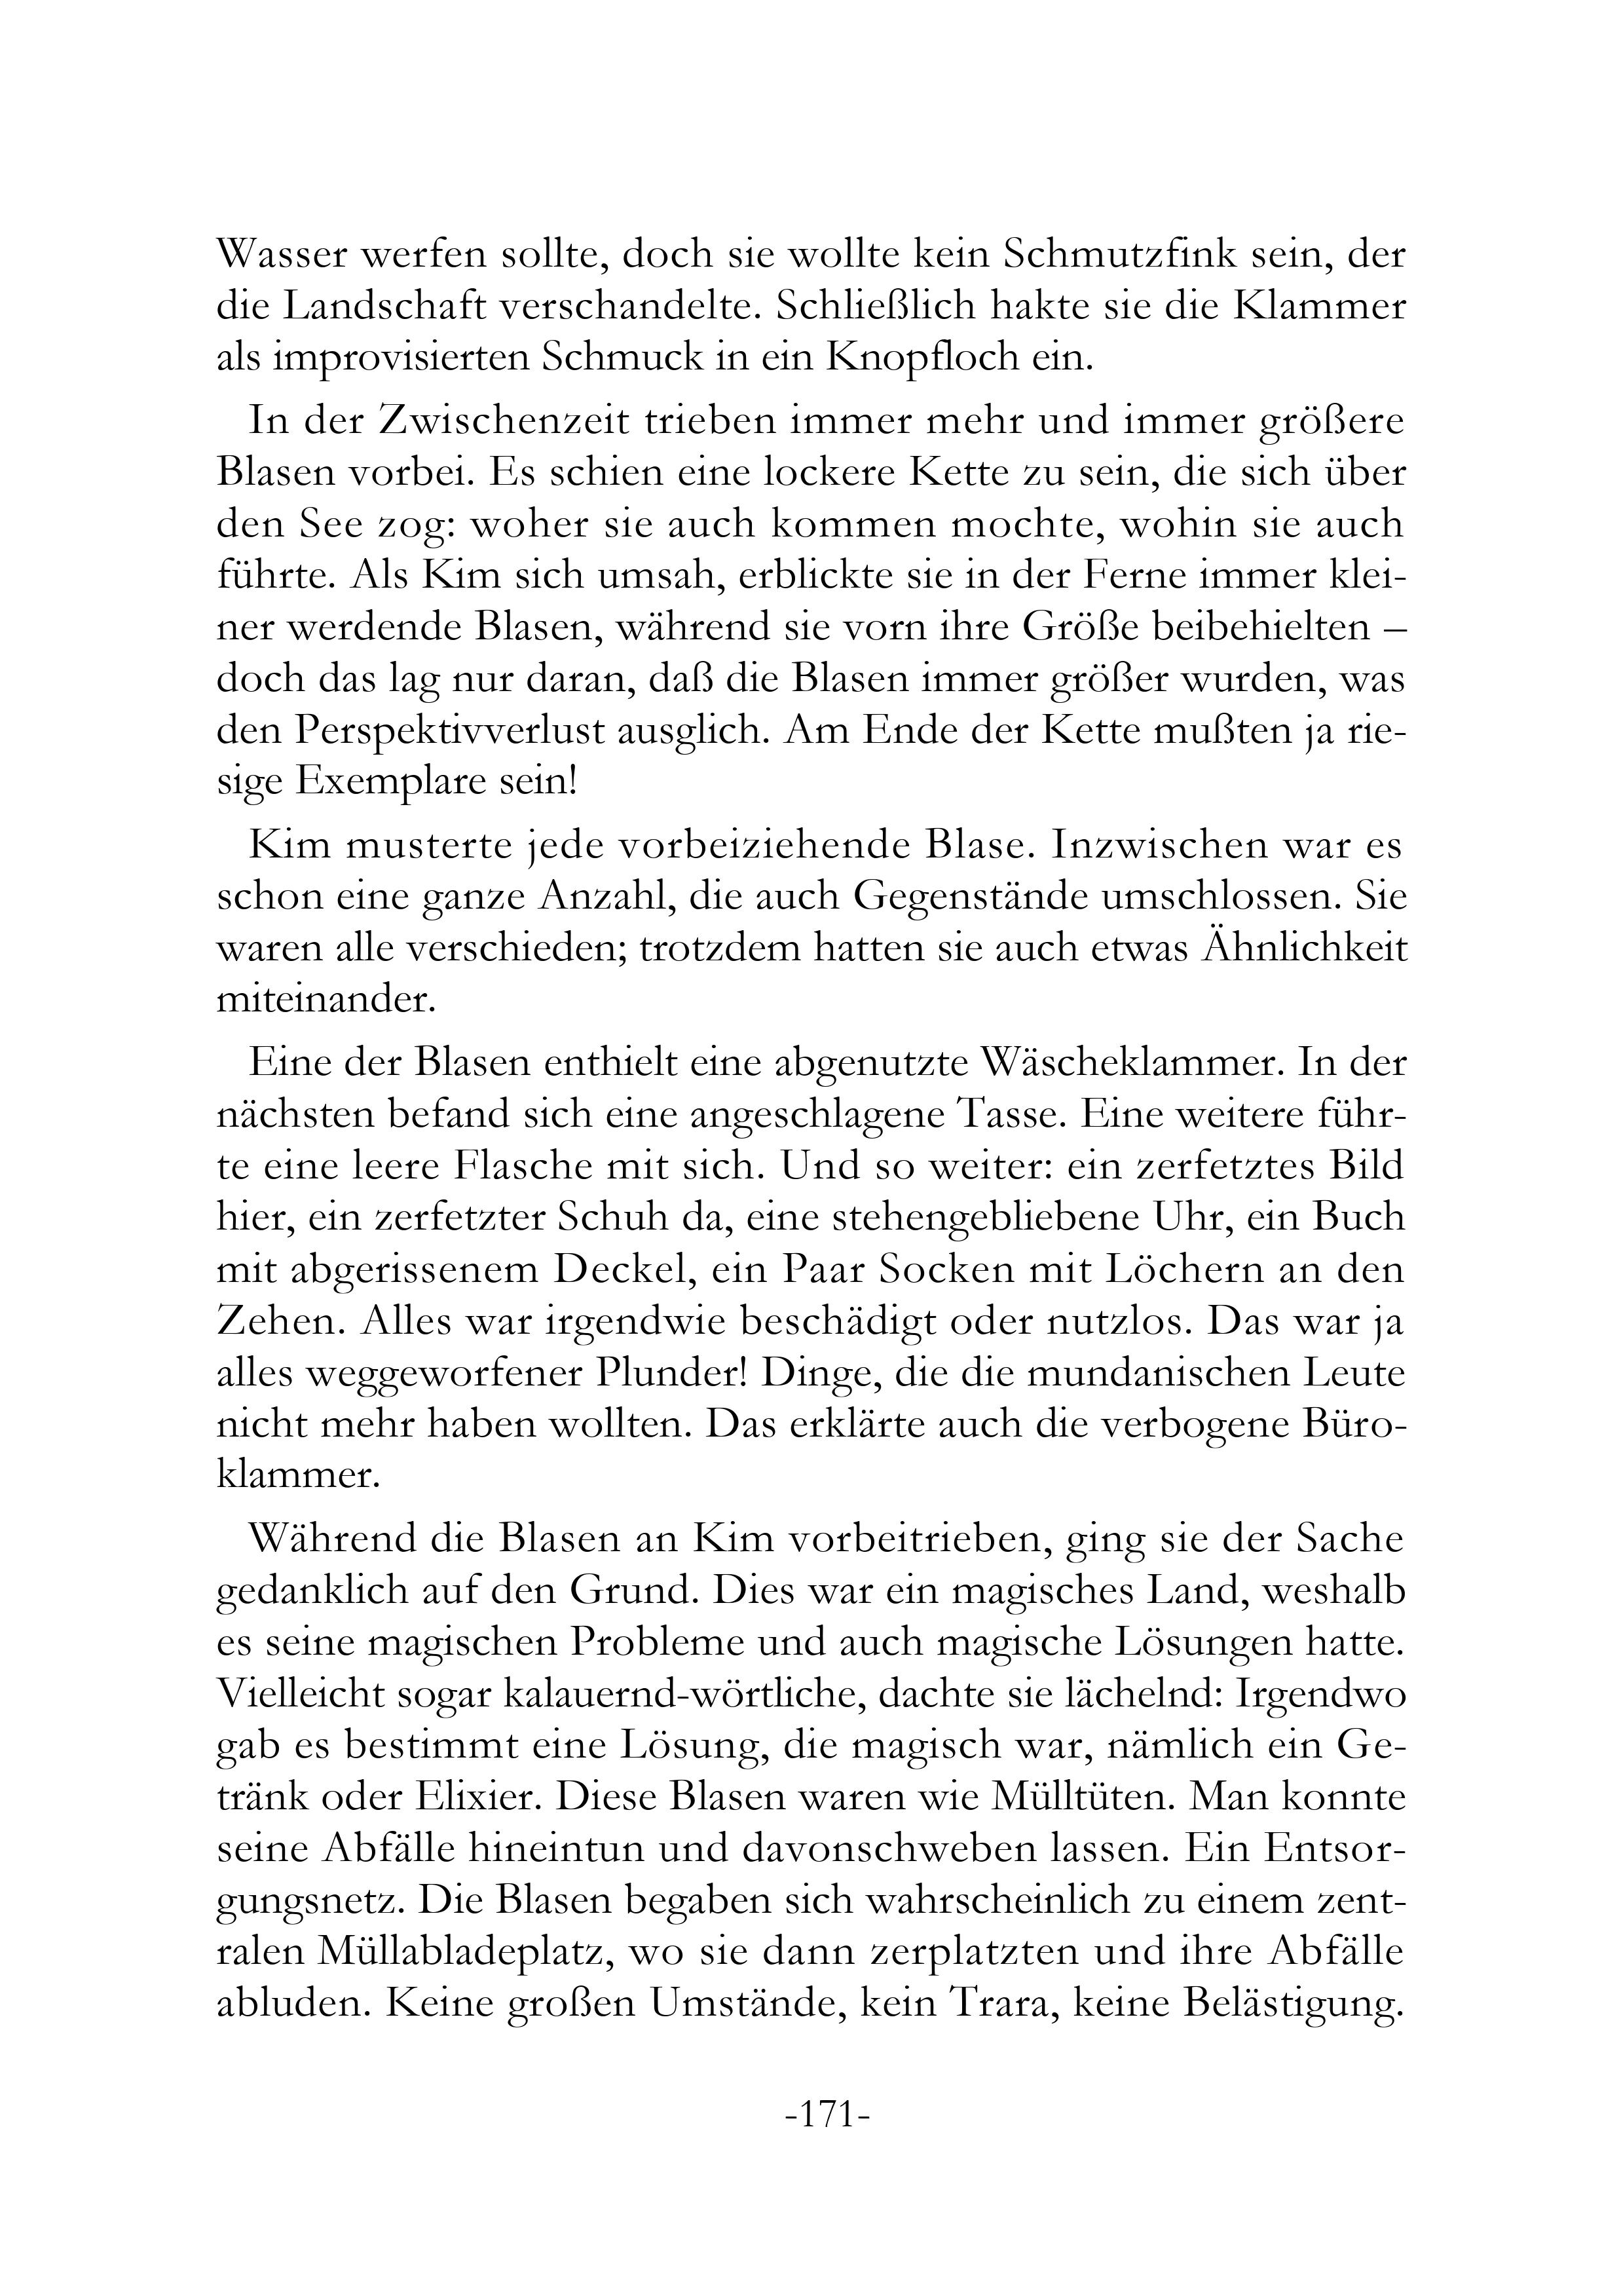 Wasser werfen sollte, doch sie wollte kein Schmutzfink sein, der
die Landschaft verschandelte. Schließlich hakte sie die Klammer
als improvisierten Schmuck in ein Knopfloch ein.
In der Zwischenzeit trieben immer mehr und immer größere
Blasen vorbei. Es schien eine lockere Kette zu sein, die sich über
den See zog: woher sie auch kommen mochte, wohin sie auch
führte. Als Kim sich umsah, erblickte sie in der Ferne immer klei-
ner werdende Blasen, während sie vorn ihre Größe beibehielten –
doch das lag nur daran, daß die Blasen immer größer wurden, was
den Perspektivverlust ausglich. Am Ende der Kette mußten ja rie-
sige Exemplare sein!
Kim musterte jede vorbeiziehende Blase. Inzwischen war es
schon eine ganze Anzahl, die auch Gegenstände umschlossen. Sie
waren alle verschieden; trotzdem hatten sie auch etwas Ähnlichkeit
miteinander.
Eine der Blasen enthielt eine abgenutzte Wäscheklammer. In der
nächsten befand sich eine angeschlagene Tasse. Eine weitere führ-
te eine leere Flasche mit sich. Und so weiter: ein zerfetztes Bild
hier, ein zerfetzter Schuh da, eine stehengebliebene Uhr, ein Buch
mit abgerissenem Deckel, ein Paar Socken mit Löchern an den
Zehen. Alles war irgendwie beschädigt oder nutzlos. Das war ja
alles weggeworfener Plunder! Dinge, die die mundanischen Leute
nicht mehr haben wollten. Das erklärte auch die verbogene Büro-
klammer.
Während die Blasen an Kim vorbeitrieben, ging sie der Sache
gedanklich auf den Grund. Dies war ein magisches Land, weshalb
es seine magischen Probleme und auch magische Lösungen hatte.
Vielleicht sogar kalauernd-wörtliche, dachte sie lächelnd: Irgendwo
gab es bestimmt eine Lösung, die magisch war, nämlich ein Ge-
tränk oder Elixier. Diese Blasen waren wie Mülltüten. Man konnte
seine Abfälle hineintun und davonschweben lassen. Ein Entsor-
gungsnetz. Die Blasen begaben sich wahrscheinlich zu einem zent-
ralen Müllabladeplatz, wo sie dann zerplatzten und ihre Abfälle
abluden. Keine großen Umstände, kein Trara, keine Belästigung.
-171-